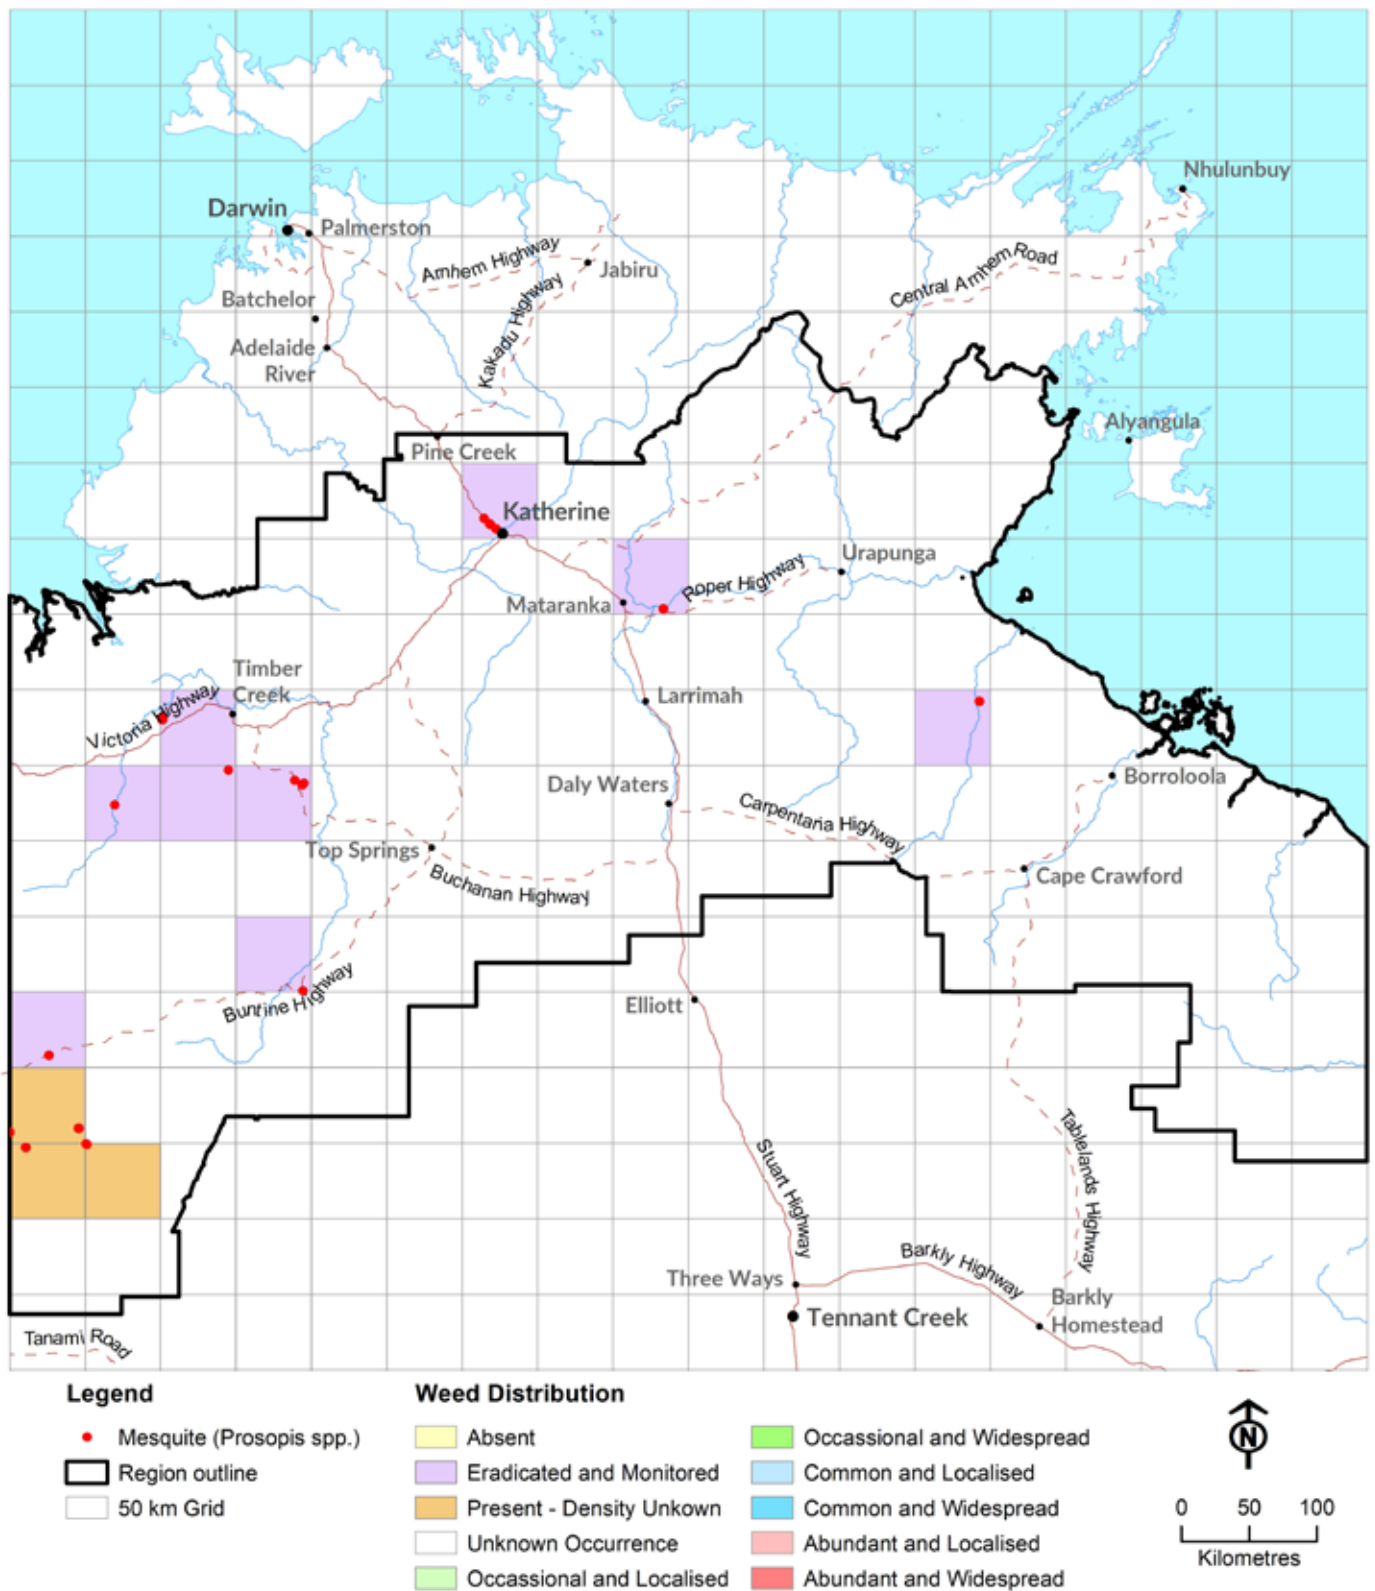 Nhulunbuy
Darwin
Palmerston
Arnhem Highway
Jabiru
Central Arnhem Road
Batchelor
Kakadu Highway
Adelaide
River
Alyangula
Pine Creek
Katherine
Urapunga
Roper Highway
Mataranka
Timber
Creek
Victoria Highway
Larrimah
Borroloola
Daly Waters
Carpentaria Highway
Top Springs
Buchanan Highway
Cape Crawford
Buntine Highway
Elliott
Tablelands Highway
Stuart Highway
Barkly Highway
Three Ways
Barkly
Homestead
Tennant Creek
Tanami Road
Legend
Mesquite (Prosopis spp.)
Region outline
50 km Grid
Weed Distribution
Absent
Eradicated and Monitored
Present - Density Unkown
Unknown Occurrence
Occassional and Localised
Occassional and Widespread
Common and Localised
Common and Widespread
Abundant and Localised
Abundant and Widespread
N
0 50 100
Kilometres